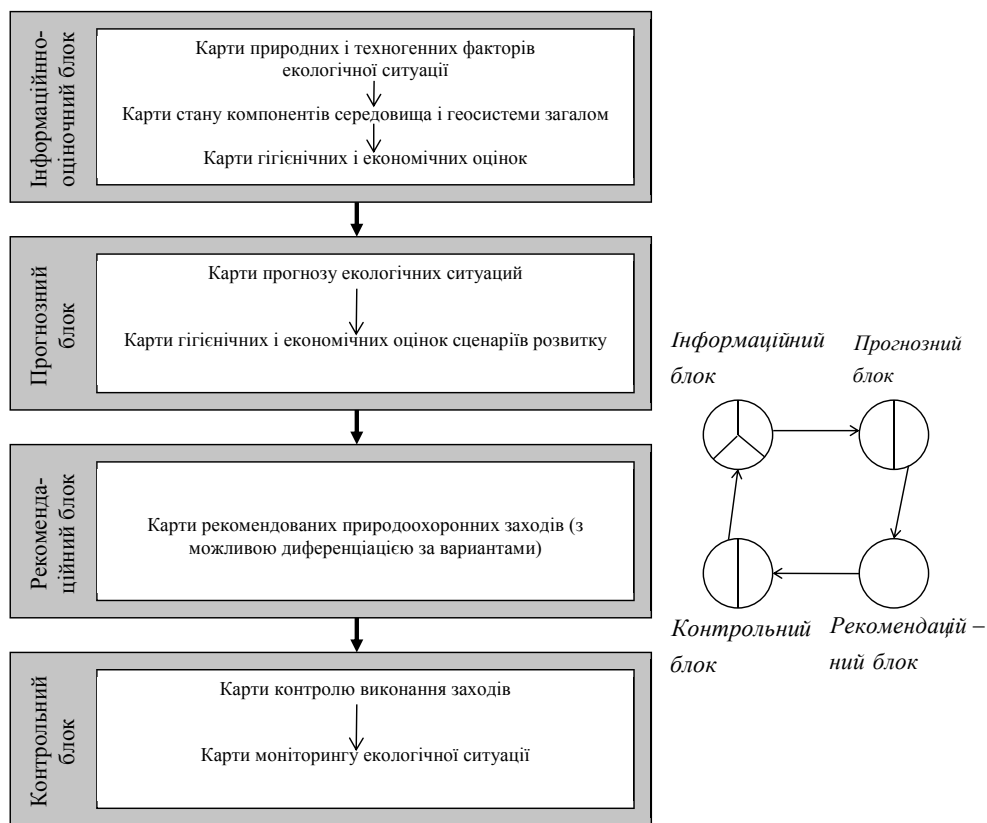 Інформаційнно-
оціночний блок
Карти природних і техногенних факторів
екологічної ситуації
Карти стану компонентів середовища і геосистеми загалом
Карти гігієнічних і економічних оцінок
Прогнозний
блок
Карти прогнозу екологічних ситуаций
Карти гігієнічних і економічних оцінок сценаріїв розвитку
Рекоменда-
ційний блок
Карти рекомендованих природоохоронних заходів (з
можливою диференціацією за вариантами)
Контрольний
блок
Карти контролю виконання заходів
Карти моніторингу екологічної ситуації
Інформаційний
блок
Прогнозний
блок
Контрольний
блок
Рекомендацій –
ний блок